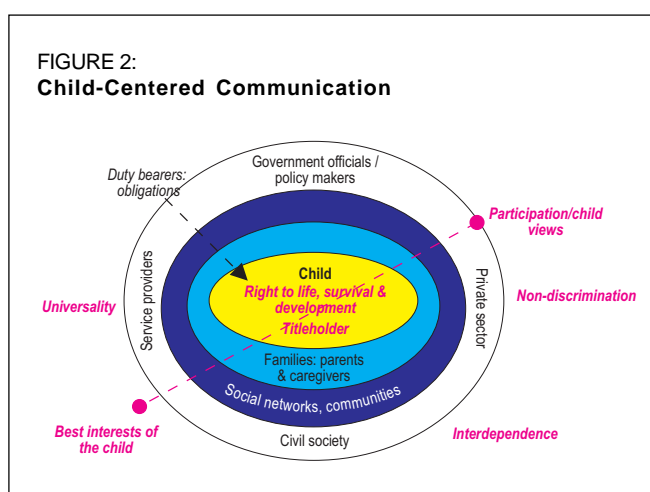 FIGURE 2:
Child-Centered Communication
Government officials /
policy makers
Duty bearers:
obligations
Participation/child
views
Child
Right to life, survival &
development
Titleholder
Service providers
Private sector
Universality
Non-discrimination
Families: parents
& caregivers
Social networks, communities
Best interests of
the child
Civil society
Interdependence